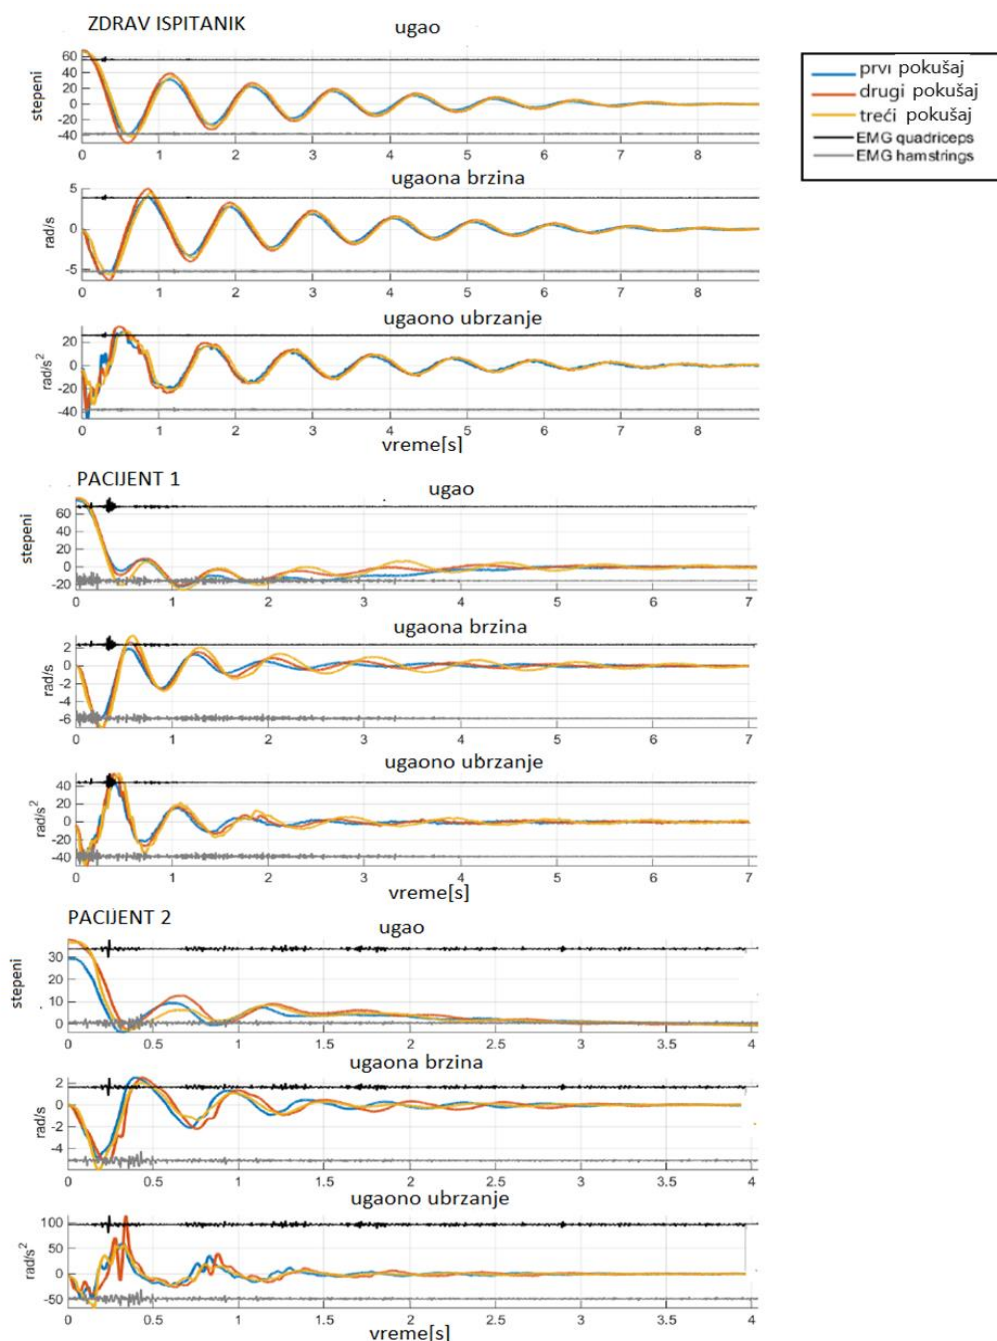 ZDRAV ISPITANIK
ugao
stepeni
60
40
20
0
-20
-40
0 1 2 3 4 5 6 7 8
prvi pokušaj
drugi pokušaj
treći pokušaj
EMG quadriceps
EMG hamstrings
ugaona brzina
rad/s
5
0
-5
0 1 2 3 4 5 6 7 8
ugaono ubrzanje
rad/s²
20
0
-20
-40
0 1 2 3 4 5 6 7 8
vreme[s]
PACIJENT 1
ugao
stepeni
60
40
20
0
-20
0 1 2 3 4 5 6 7
ugaona brzina
rad/s
2
0
-2
-4
-6
0 1 2 3 4 5 6 7
ugaono ubrzanje
rad/s²
40
20
0
-20
-40
0 1 2 3 4 5 6 7
vreme[s]
PACIJENT 2
ugao
stepeni
30
20
10
0
0 0.5 1 1.5 2 2.5 3 3.5 4
ugaona brzina
rad/s
2
0
-2
-4
0 0.5 1 1.5 2 2.5 3 3.5 4
ugaono ubrzanje
rad/s²
100
50
0
-50
0 0.5 1 1.5 2 2.5 3 3.5 4
vreme[s]